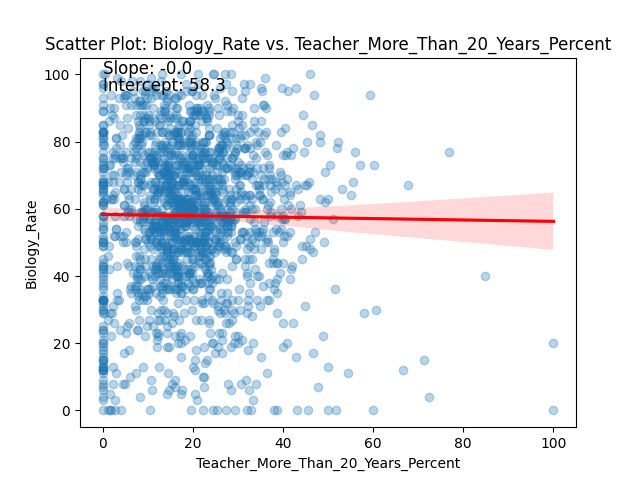 Scatter Plot: Biology_Rate vs. Teacher_More_Than_20_Years_Percent
Slope: -0.0
Intercept: 58.3
100
80
60
40
20
0
Biology_Rate
0 20 40 60 80 100
Teacher_More_Than_20_Years_Percent